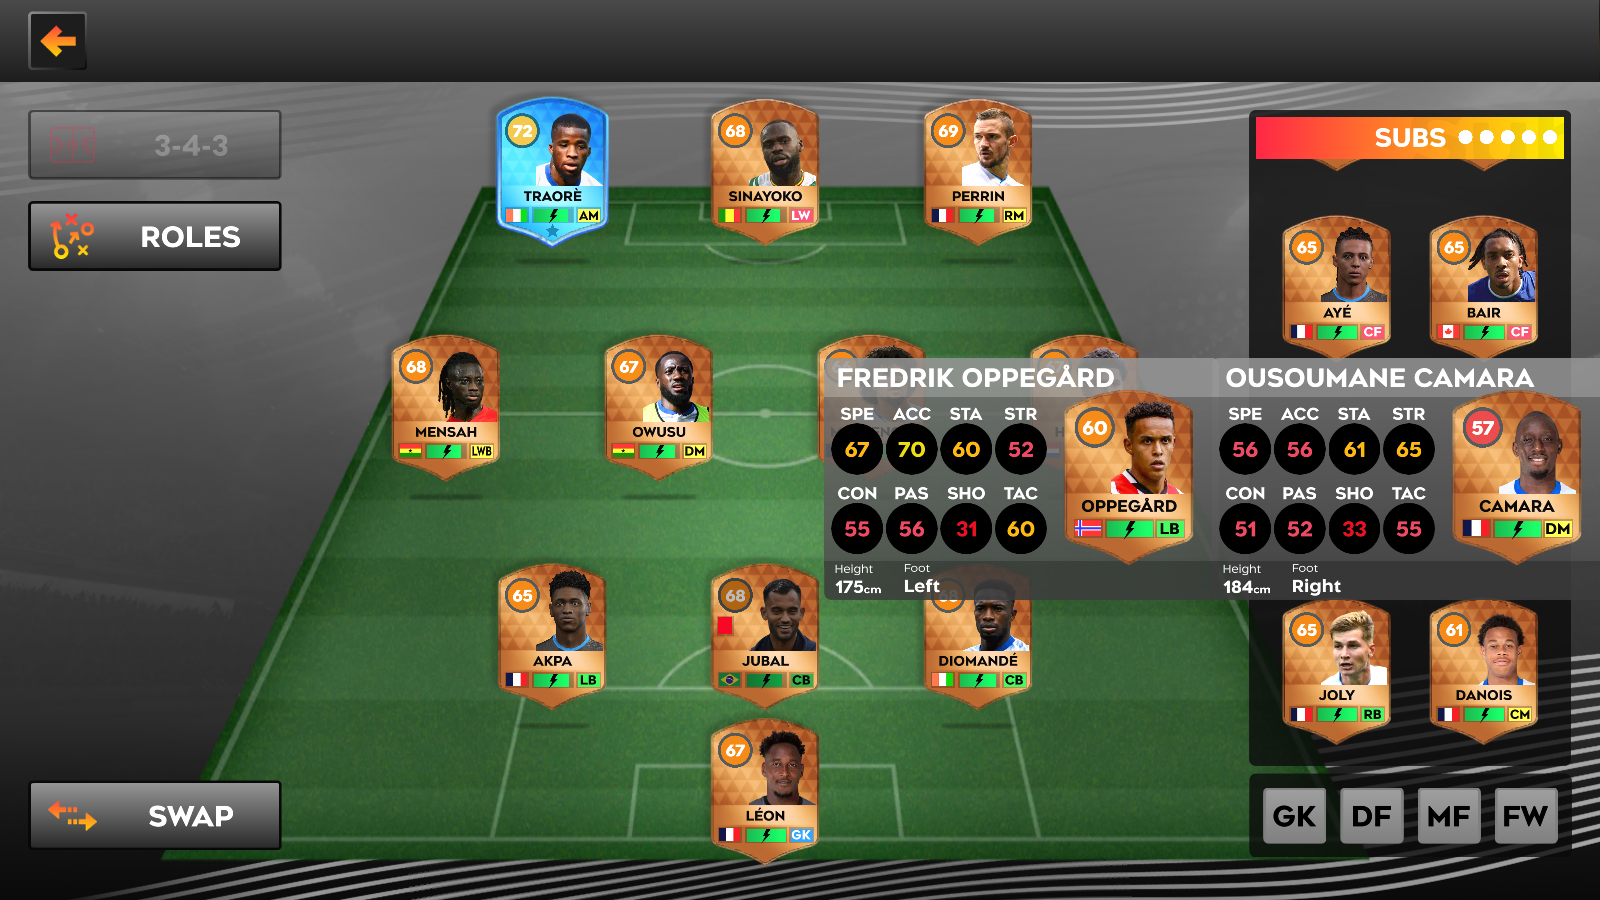 3-4-3
ROLES
SWAP
72
TRAORÈ
AM
68
SINAYOKO
LW
69
PERRIN
RM
68
MENSAH
LWB
67
OWUSU
DM
65
AKPA
LB
68
JUBAL
CB
68
DIOMANDÉ
CB
67
LÉON
GK
FREDRIK OPPEGÅRD
SPE ACC STA STR
67 70 60 52
CON PAS SHO TAC
55 56 31 60
Height Foot
175cm Left
60
OPPEGÅRD
LB
OUSOUMANE CAMARA
SPE ACC STA STR
56 56 61 65
CON PAS SHO TAC
51 52 33 55
Height Foot
184cm Right
57
CAMARA
DM
SUBS
65
AYÉ
CF
65
BAIR
CF
65
JOLY
RB
61
DANOIS
CM
GK DF MF FW